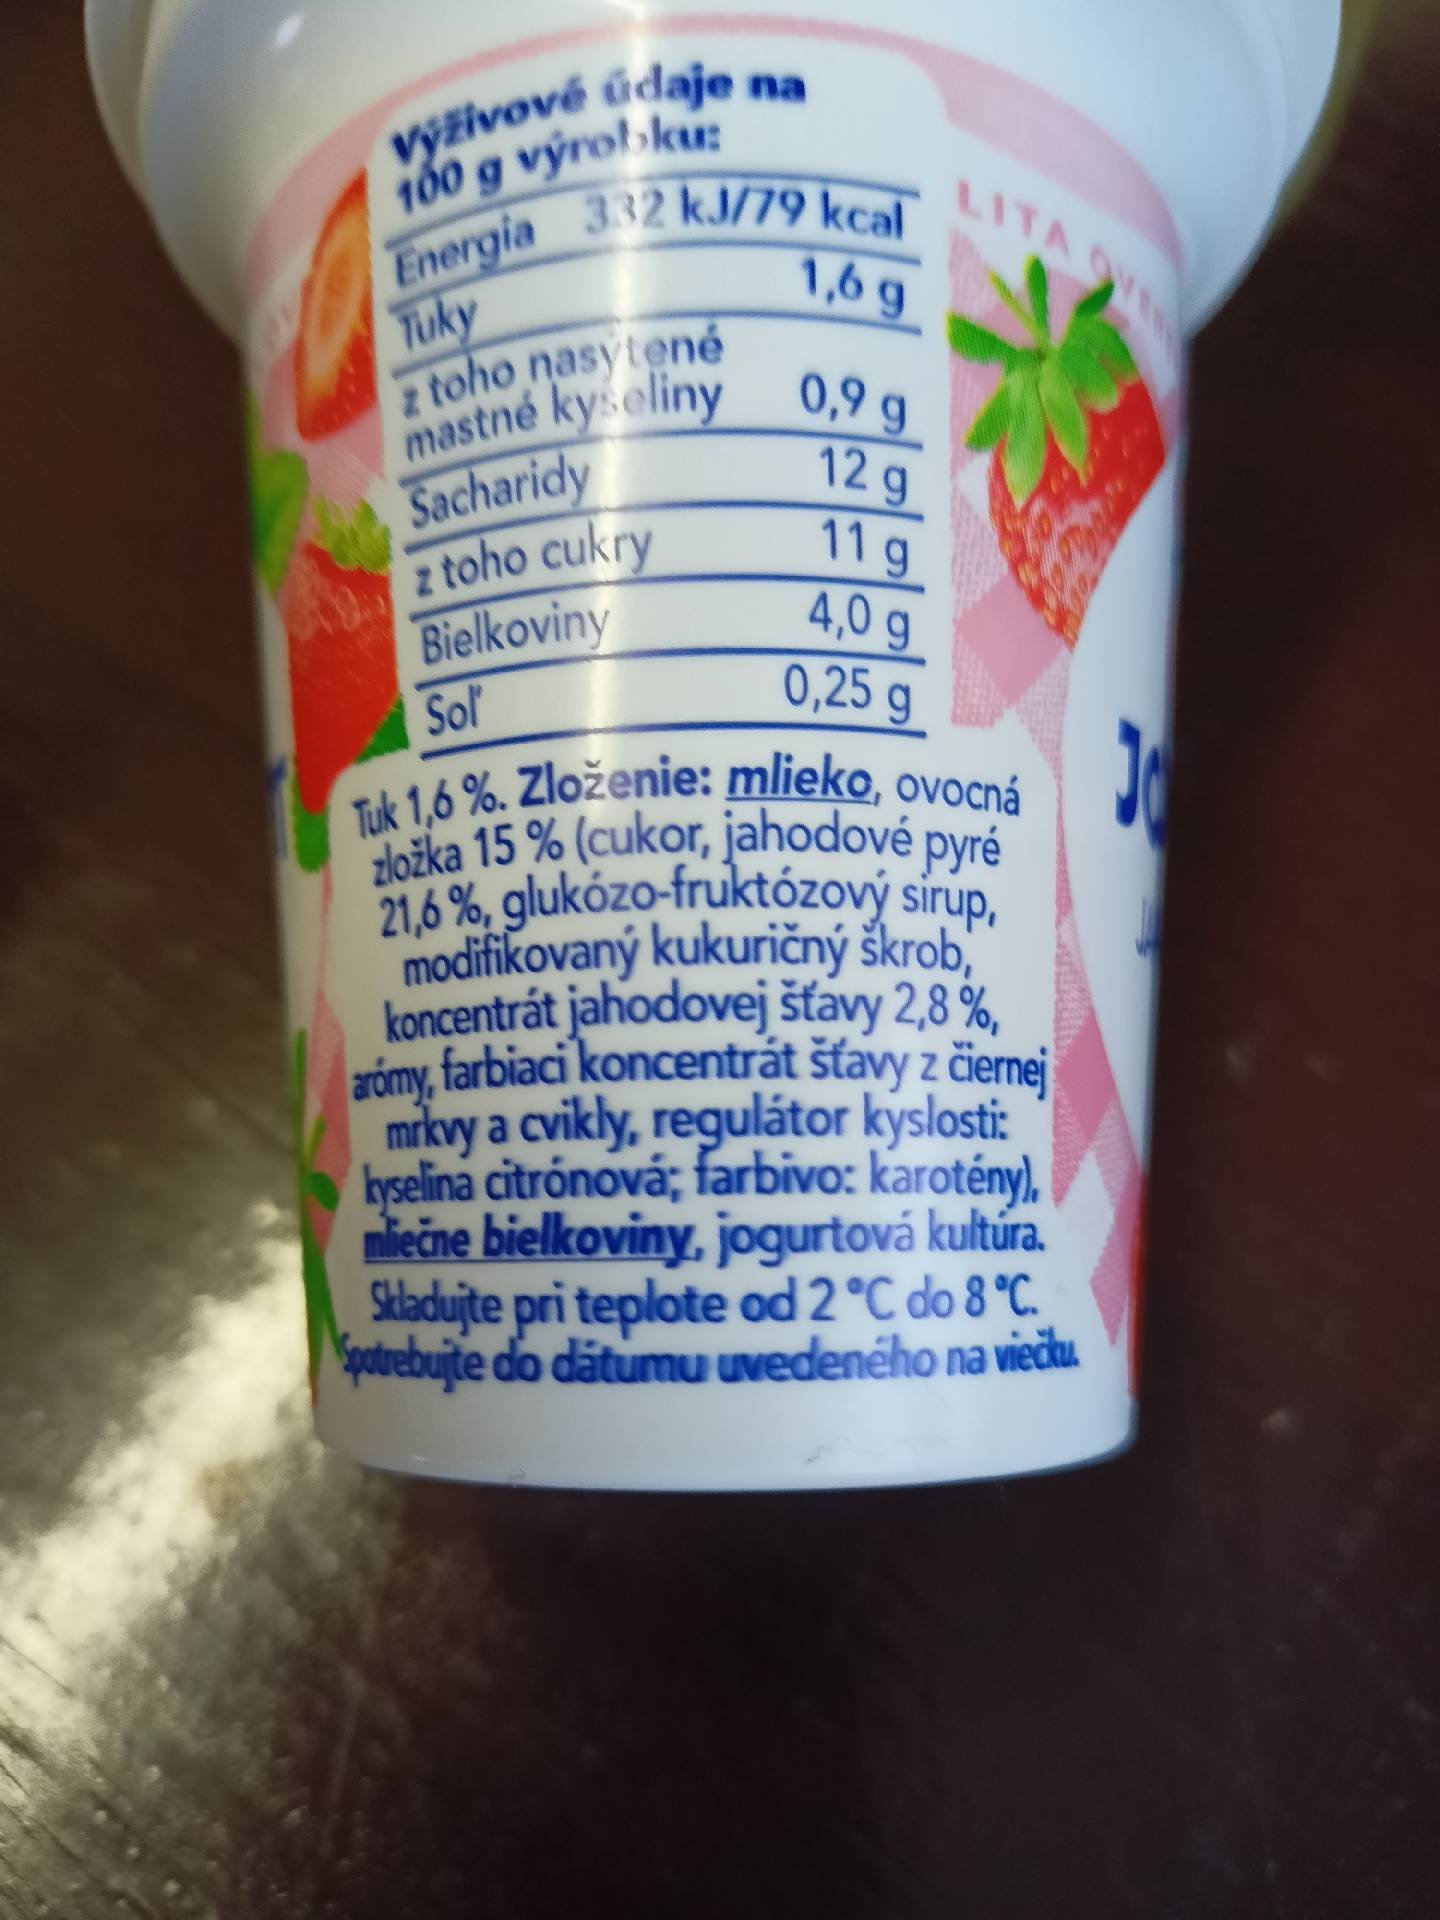 Výživové údaje na
100 g výrobku:
Energia 332 kJ/79 kcal
Tuky 1,6 g
z toho nasýtené
mastné kyseliny 0,9 g
Sacharidy 12 g
z toho cukry 11 g
Bielkoviny 4,0 g
Soľ 0,25 g
Tuk 1,6 %. Zloženie: mlieko, ovocná
zložka 15 % (cukor, jahodové pyré
21,6 %, glukózo-fruktózový sirup,
modifikovaný kukuričný škrob,
koncentrát jahodovej šťavy 2,8 %,
arómy, farbiaci koncentrát šťavy z čiernej
mrkvy a cvikly, regulátor kyslosti:
kyselina citrónová; farbivo: karotény),
mliečne bielkoviny, jogurtová kultúra.
Skladujte pri teplote od 2 °C do 8 °C.
Spotrebujte do dátumu uvedeného na viečku.
LITA